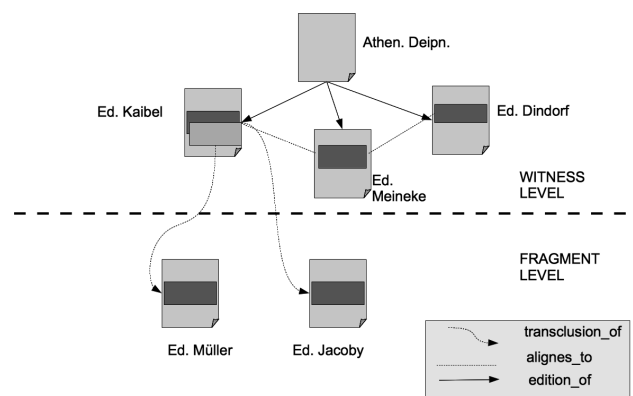 Athen. Deipn.
Ed. Kaibel
Ed. Dindorf
Ed.
Meineke
WITNESS
LEVEL
FRAGMENT
LEVEL
Ed. Müller
Ed. Jacoby
transclusion_of
alignes_to
edition_of